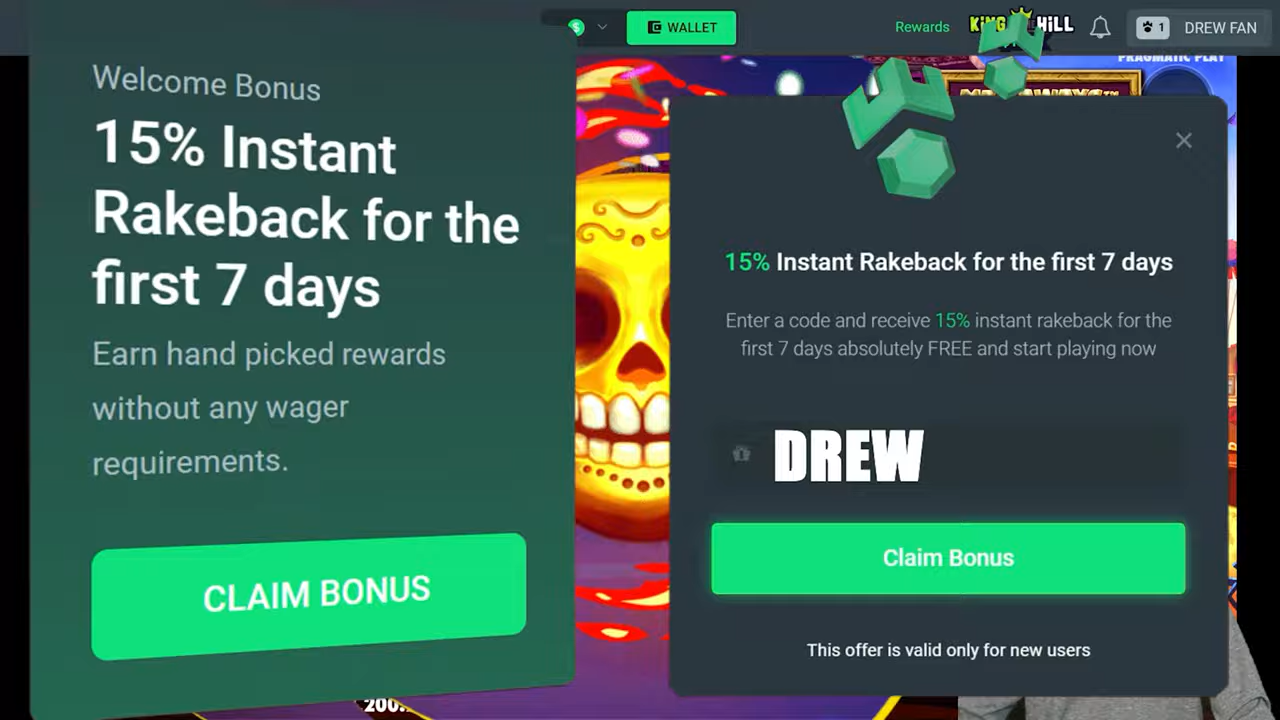 WALLET
Rewards
KING HILL
1
DREW FAN
PRAGMATIC PLAY
Welcome Bonus
15% Instant
Rakeback for the
first 7 days
Earn hand picked rewards
without any wager
requirements.
CLAIM BONUS
15% Instant Rakeback for the first 7 days
Enter a code and receive 15% instant rakeback for the
first 7 days absolutely FREE and start playing now
DREW
Claim Bonus
This offer is valid only for new users